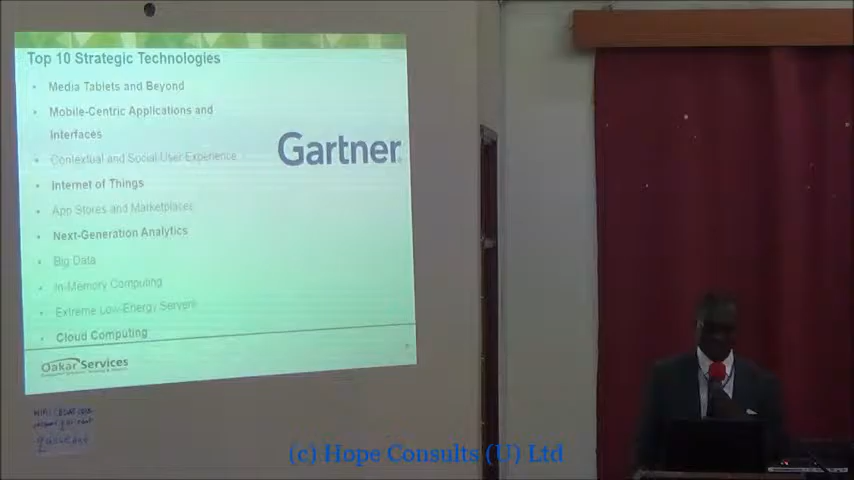 Top 10 Strategic Technologies
• Media Tablets and Beyond
• Mobile-Centric Applications and
Interfaces
• Contextual and Social User Experience
• Internet of Things
• App Stores and Marketplaces
• Next-Generation Analytics
• Big Data
• In-Memory Computing
• Extreme Low-Energy Servers
• Cloud Computing
Gartner
Oakar Services
(c) Hope Consults (U) Ltd